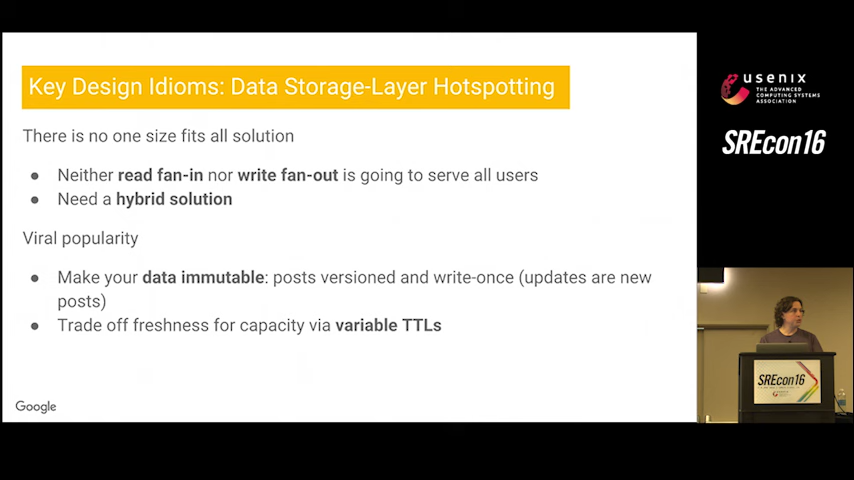 Key Design Idioms: Data Storage-Layer Hotspotting
There is no one size fits all solution
● Neither read fan-in nor write fan-out is going to serve all users
● Need a hybrid solution
Viral popularity
● Make your data immutable: posts versioned and write-once (updates are new
posts)
● Trade off freshness for capacity via variable TTLs
Google
usenix
THE ADVANCED
COMPUTING SYSTEMS
ASSOCIATION
SREcon16
SREcon16